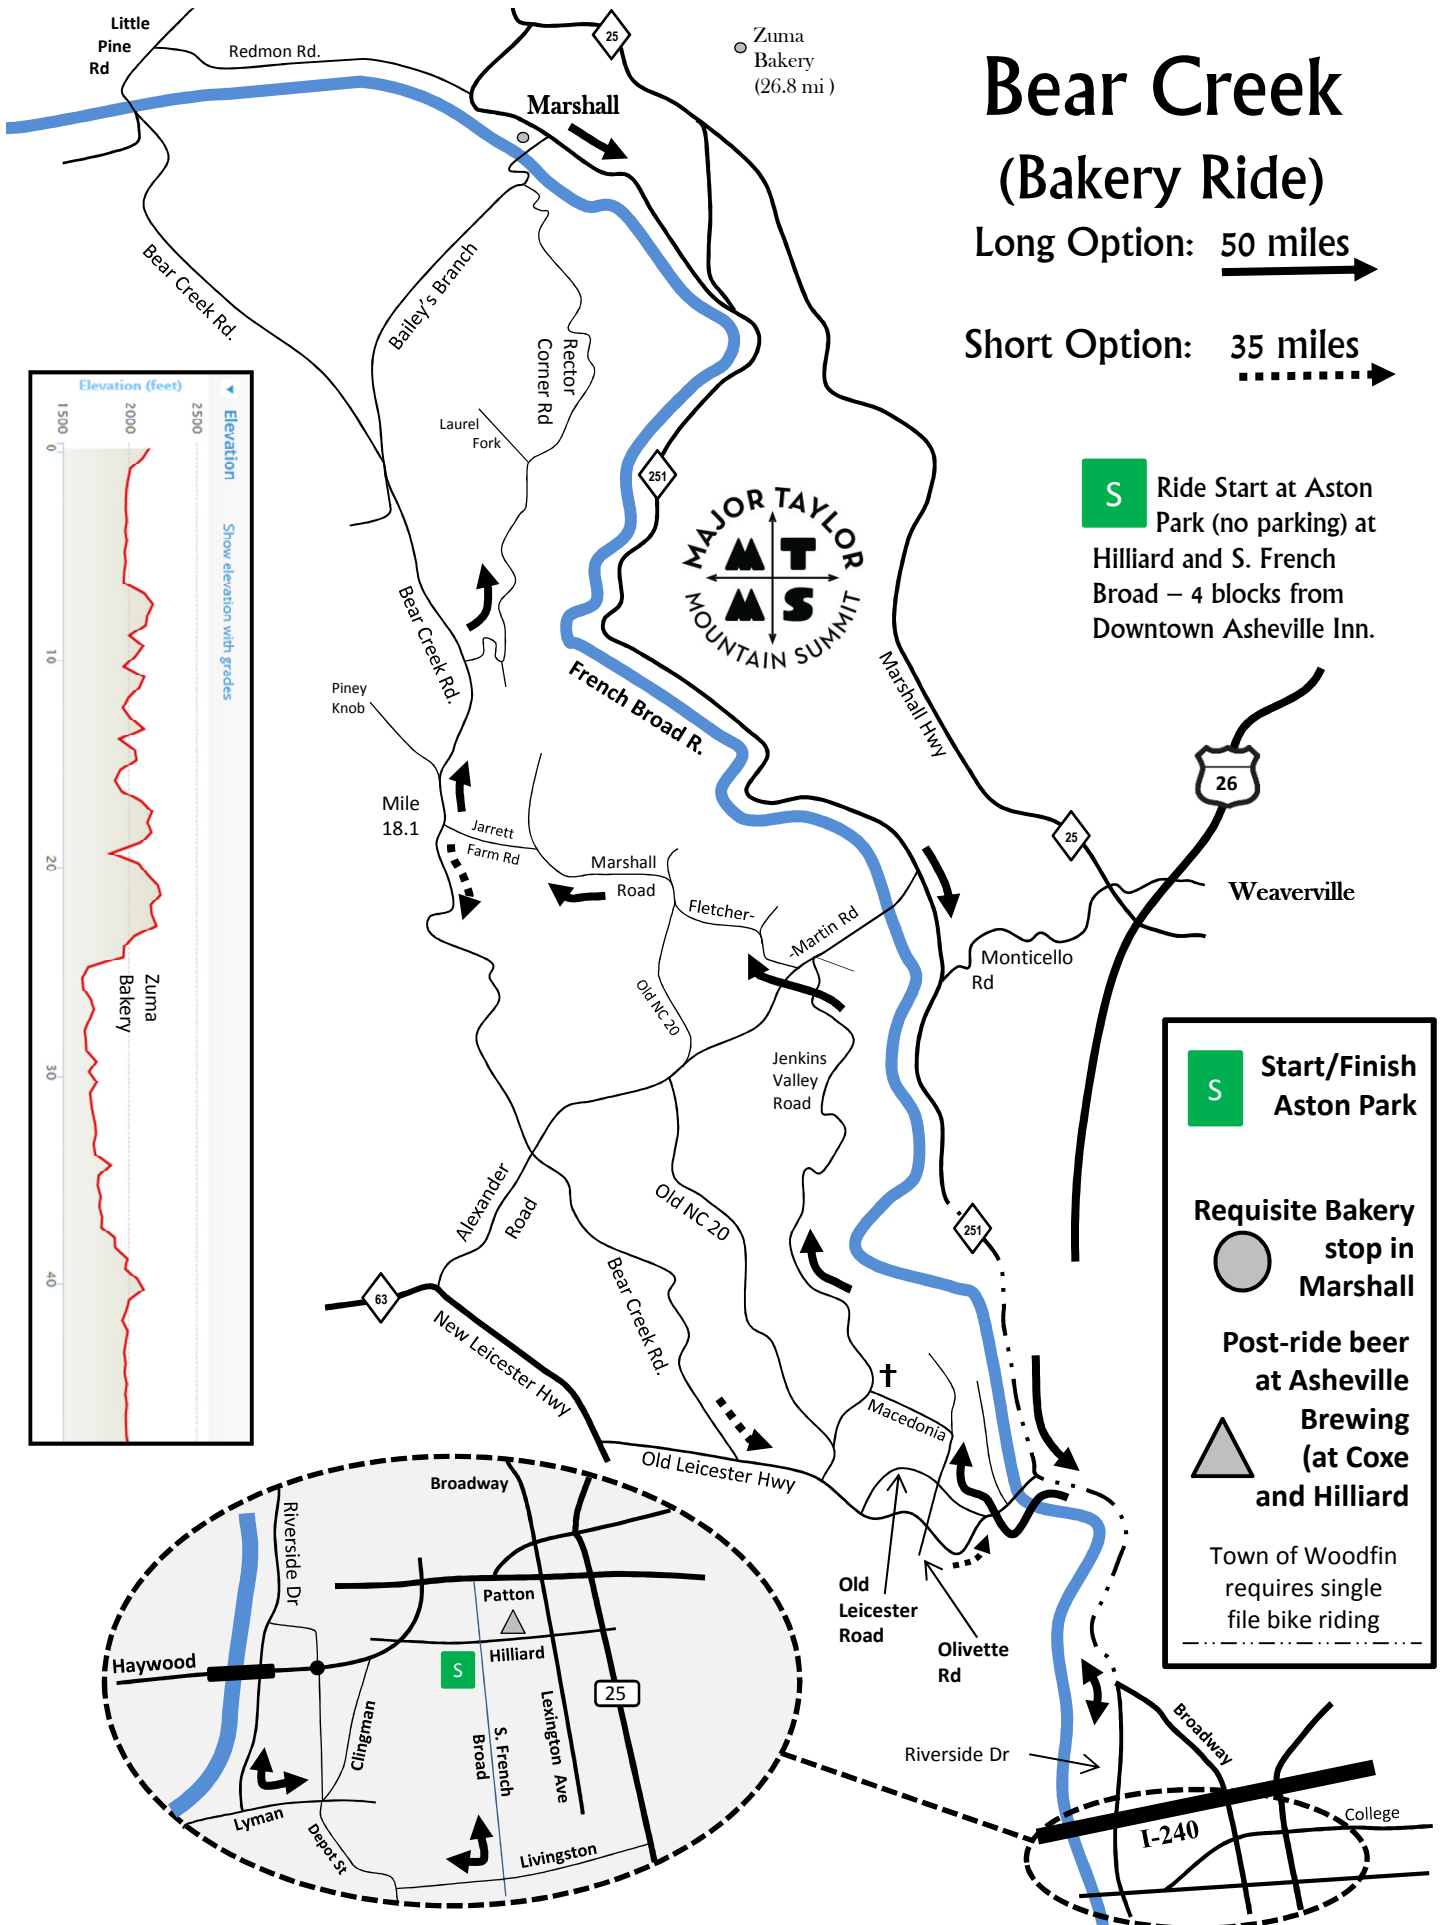 Bear Creek
(Bakery Ride)
Long Option: 50 miles
Short Option: 35 miles
S
Ride Start at Aston
Park (no parking) at
Hilliard and S. French
Broad – 4 blocks from
Downtown Asheville Inn.
Little
Pine
Rd
Redmon Rd.
25
Zuma
Bakery
(26.8 mi )
Marshall
Bear Creek Rd.
Bailey's Branch
Rector
Corner Rd
Laurel
Fork
251
MAJOR TAYLOR
M T
M S
MOUNTAIN SUMMIT
Bear Creek Rd.
French Broad R.
Marshall Hwy
Piney
Knob
26
Mile
18.1
Jarrett
Farm Rd
Marshall
Road
Fletcher-
-Martin Rd
25
Weaverville
Monticello
Rd
Old NC 20
Jenkins
Valley
Road
Alexander
Road
Old NC 20
251
63
New Leicester Hwy
Bear Creek Rd.
Macedonia
Old Leicester Hwy
Old
Leicester
Road
Olivette
Rd
Riverside Dr
Broadway
I-240
College
Elevation
Show elevation with grades
Elevation (feet)
2500
2000
1500
0
10
20
30
40
Zuma
Bakery
S
Start/Finish
Aston Park
Requisite Bakery
stop in
Marshall
Post-ride beer
at Asheville
Brewing
(at Coxe
and Hilliard
Town of Woodfin
requires single
file bike riding
Broadway
Riverside Dr
Patton
Haywood
S
Hilliard
25
Clingman
S. French
Broad
Lexington Ave
Lyman
Depot St
Livingston